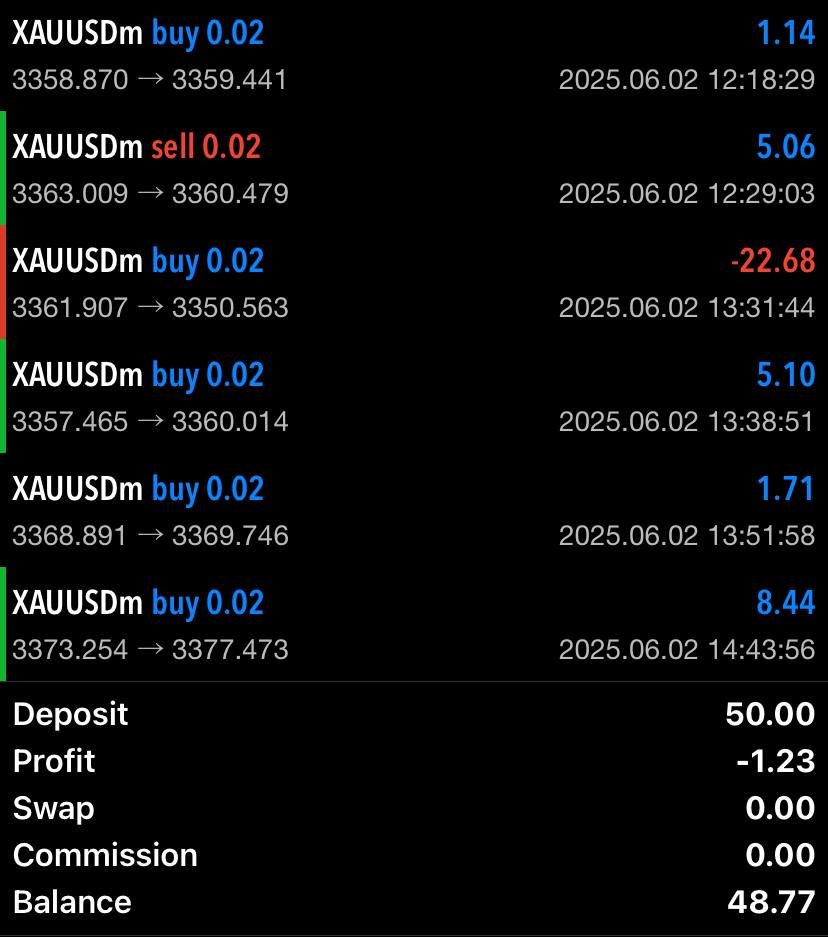 XAUUSDm buy 0.02 1.14
3358.870 → 3359.441 2025.06.02 12:18:29
XAUUSDm sell 0.02 5.06
3363.009 → 3360.479 2025.06.02 12:29:03
XAUUSDm buy 0.02 -22.68
3361.907 → 3350.563 2025.06.02 13:31:44
XAUUSDm buy 0.02 5.10
3357.465 → 3360.014 2025.06.02 13:38:51
XAUUSDm buy 0.02 1.71
3368.891 → 3369.746 2025.06.02 13:51:58
XAUUSDm buy 0.02 8.44
3373.254 → 3377.473 2025.06.02 14:43:56
Deposit 50.00
Profit -1.23
Swap 0.00
Commission 0.00
Balance 48.77